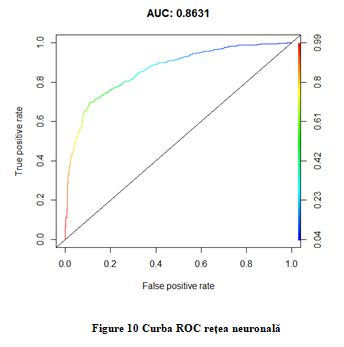 AUC: 0.8631
True positive rate
1.0
0.8
0.6
0.4
0.2
0.0
0.99
0.8
0.61
0.42
0.23
0.04
0.0 0.2 0.4 0.6 0.8 1.0
False positive rate
Figure 10 Curba ROC rețea neuronală